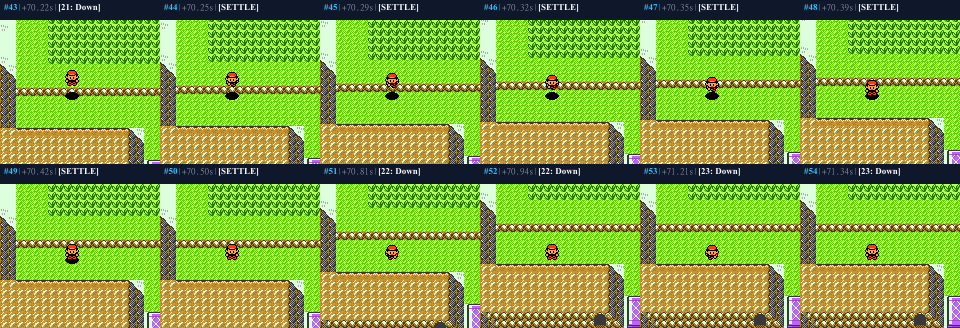 #43|+70.22s|[21: Down]
#44|+70.25s|[SETTLE]
#45|+70.29s|[SETTLE]
#46|+70.32s|[SETTLE]
#47|+70.35s|[SETTLE]
#48|+70.39s|[SETTLE]
#49|+70.42s|[SETTLE]
#50|+70.50s|[SETTLE]
#51|+70.81s|[22: Down]
#52|+70.94s|[22: Down]
#53|+71.21s|[23: Down]
#54|+71.34s|[23: Down]